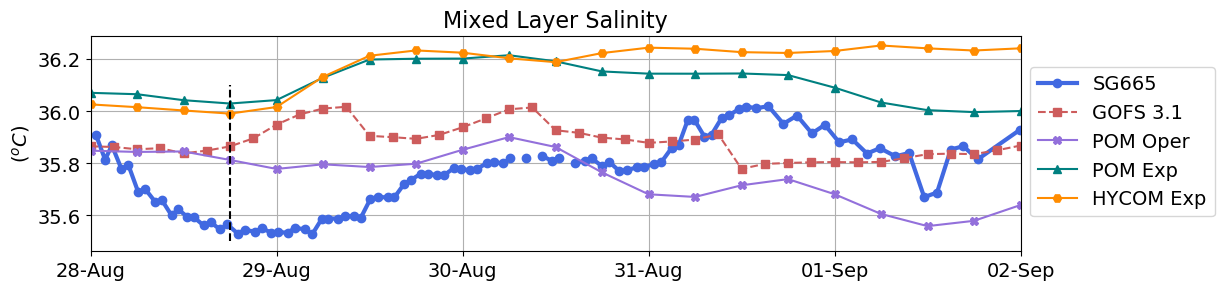 Mixed Layer Salinity
(°C)
36.2
36.0
35.8
35.6
28-Aug 29-Aug 30-Aug 31-Aug 01-Sep 02-Sep
SG665
GOFS 3.1
POM Oper
POM Exp
HYCOM Exp